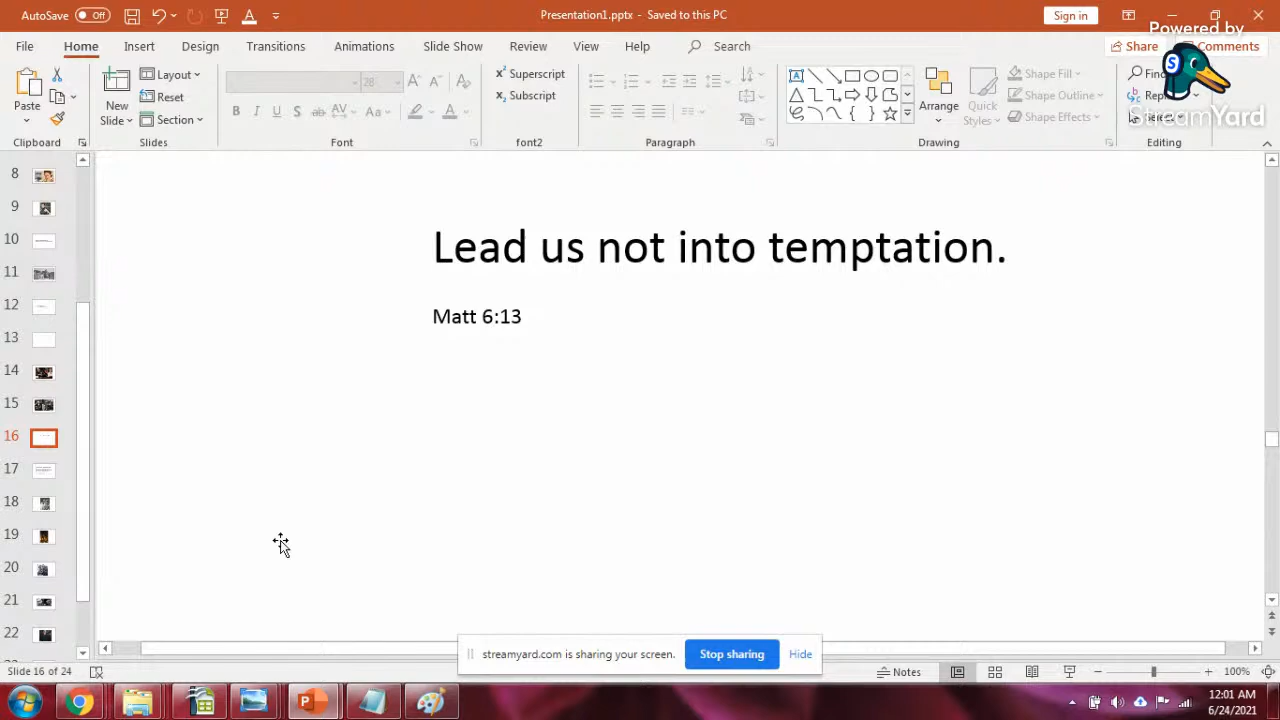 AutoSave Off
Presentation1.pptx - Saved to this PC
Sign in
Powered by
StreamYard
File Home Insert Design Transitions Animations Slide Show Review View Help Search
Share Comments
Paste
New Slide
Layout
Reset
Section
28
Superscript
Subscript
Arrange
Quick Styles
Shape Fill
Shape Outline
Shape Effects
Clipboard Slides Font font2 Paragraph Drawing Editing
8
9
10
11
12
13
14
15
16
17
18
19
20
21
22
Lead us not into temptation.
Matt 6:13
streamyard.com is sharing your screen. Stop sharing Hide
Slide 16 of 24
Notes
100%
12:01 AM
6/24/2021